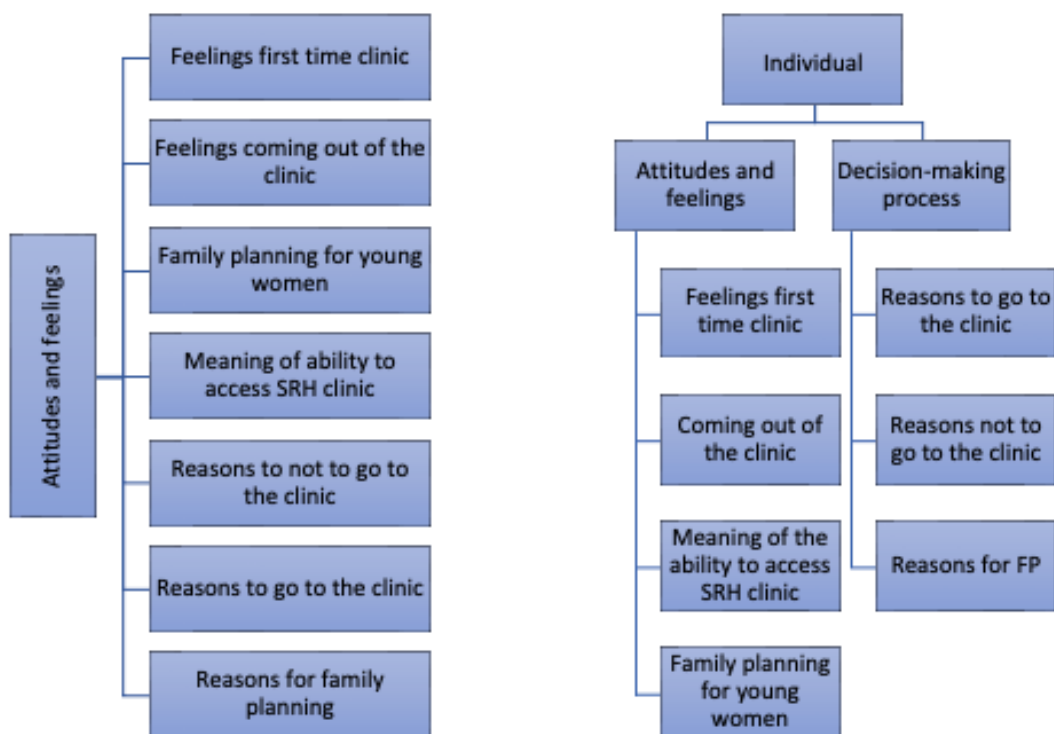 Attitudes and feelings
Feelings first time clinic
Feelings coming out of the
clinic
Family planning for young
women
Meaning of ability to
access SRH clinic
Reasons to not to go to
the clinic
Reasons to go to the clinic
Reasons for family
planning
Individual
Attitudes and
feelings
Feelings first
time clinic
Coming out of
the clinic
Meaning of the
ability to access
SRH clinic
Family planning
for young
women
Decision-making
process
Reasons to go to
the clinic
Reasons not to
go to the clinic
Reasons for FP